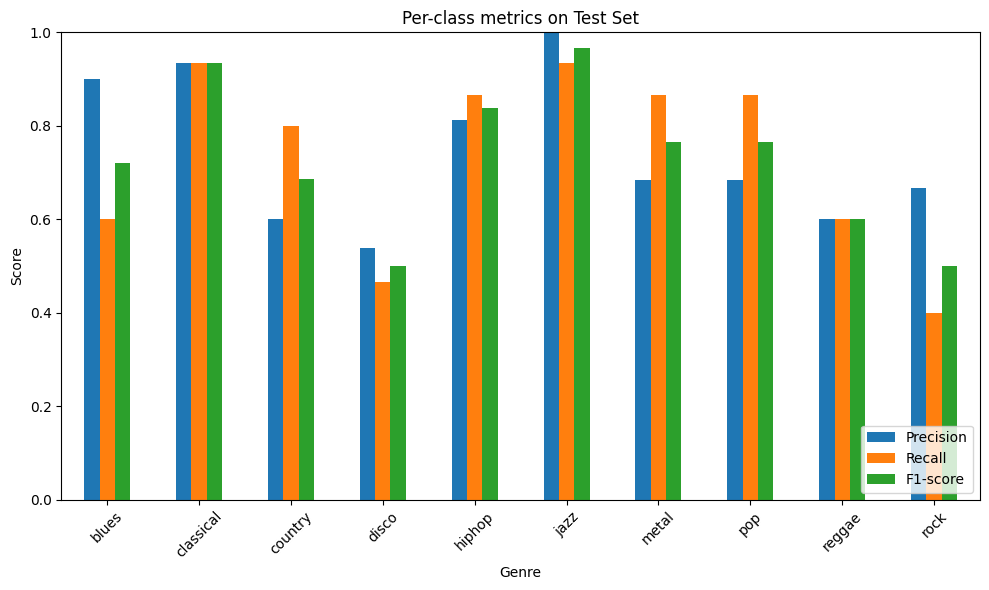 Per-class metrics on Test Set
Score
1.0
0.8
0.6
0.4
0.2
0.0
Precision
Recall
F1-score
blues
classical
country
disco
hiphop
jazz
metal
pop
reggae
rock
Genre